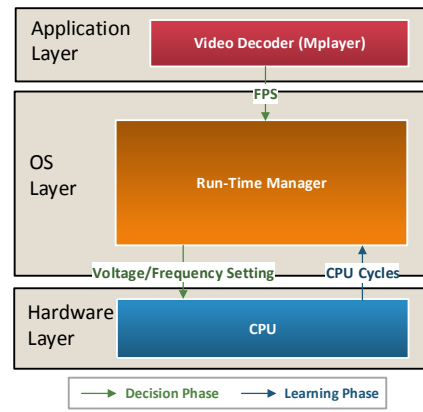 Application
Layer
Video Decoder (Mplayer)
FPS
OS
Layer
Run-Time Manager
Voltage/Frequency Setting
CPU Cycles
Hardware
Layer
CPU
Decision Phase
Learning Phase